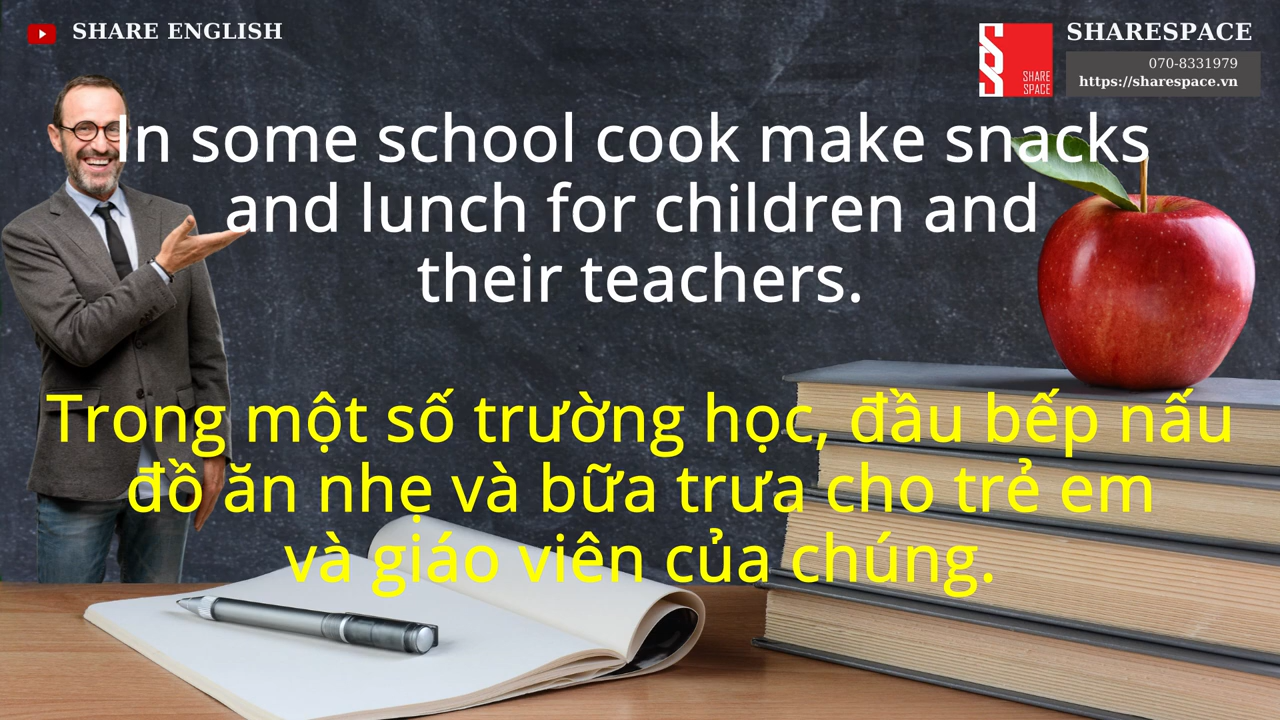 SHARE ENGLISH
SHARESPACE
070-8331979
https://sharespace.vn
SHARE
SPACE
In some school cook make snacks
and lunch for children and
their teachers.
Trong một số trường học, đầu bếp nấu
đồ ăn nhẹ và bữa trưa cho trẻ em
và giáo viên của chúng.